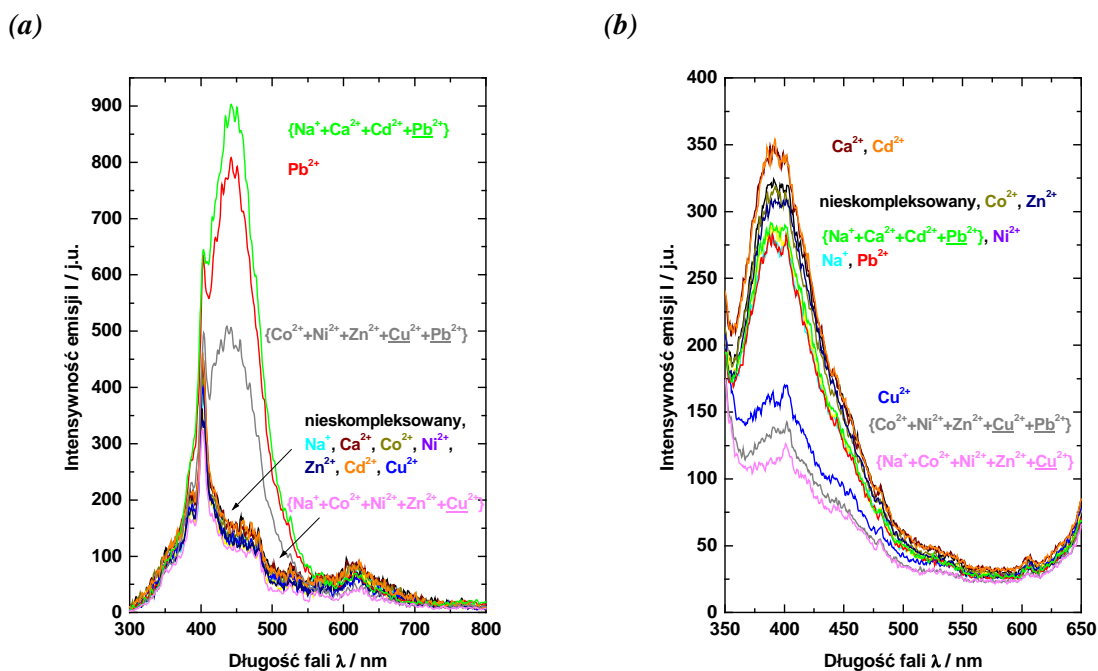 (a)
(b)
Intensywność emisji I / j.u.
900
800
700
600
500
400
300
200
100
0
{Na⁺+Ca²⁺+Cd²⁺+Pb²⁺}
Pb²⁺
{Co²⁺+Ni²⁺+Zn²⁺+Cu²⁺+Pb²⁺}
nieskompleksowany,
Na⁺, Ca²⁺, Co²⁺, Ni²⁺,
Zn²⁺, Cd²⁺, Cu²⁺
{Na⁺+Co²⁺+Ni²⁺+Zn²⁺+Cu²⁺}
300 400 500 600 700 800
Długość fali λ / nm
Intensywność emisji I / j.u.
400
350
300
250
200
150
100
50
0
Ca²⁺, Cd²⁺
nieskompleksowany, Co²⁺, Zn²⁺
{Na⁺+Ca²⁺+Cd²⁺+Pb²⁺}, Ni²⁺
Na⁺, Pb²⁺
Cu²⁺
{Co²⁺+Ni²⁺+Zn²⁺+Cu²⁺+Pb²⁺}
{Na⁺+Co²⁺+Ni²⁺+Zn²⁺+Cu²⁺}
350 400 450 500 550 600 650
Długość fali λ / nm